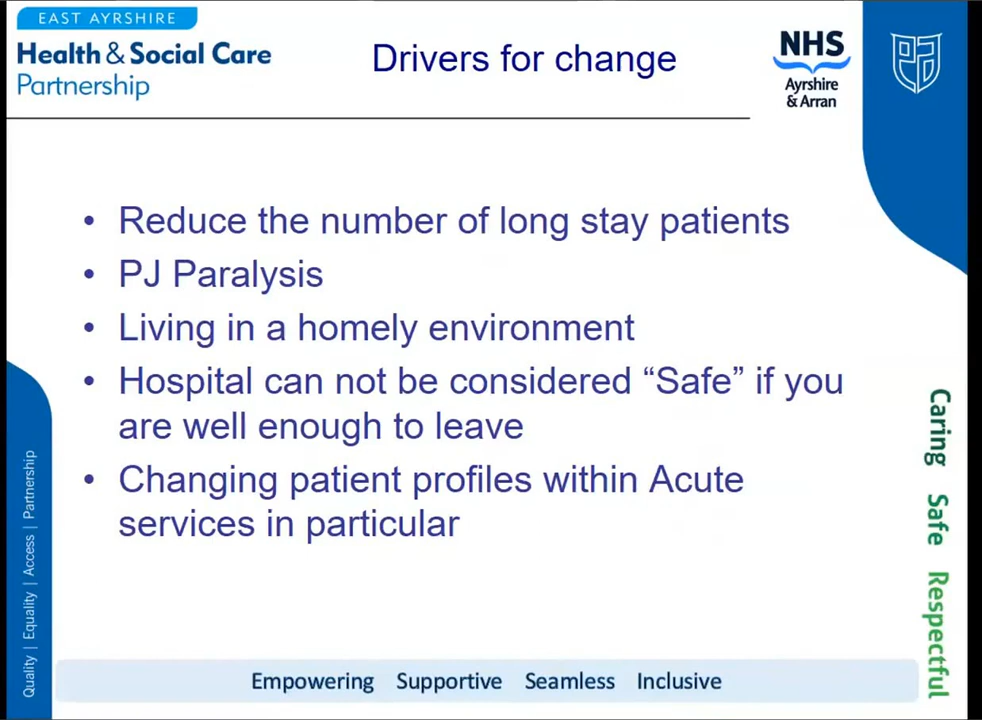 EAST AYRSHIRE
Health & Social Care
Partnership
Drivers for change
NHS
Ayrshire
& Arran
• Reduce the number of long stay patients
• PJ Paralysis
• Living in a homely environment
• Hospital can not be considered “Safe” if you
are well enough to leave
• Changing patient profiles within Acute
services in particular
Quality | Equality | Access | Partnership
Caring Safe Respectful
Empowering Supportive Seamless Inclusive